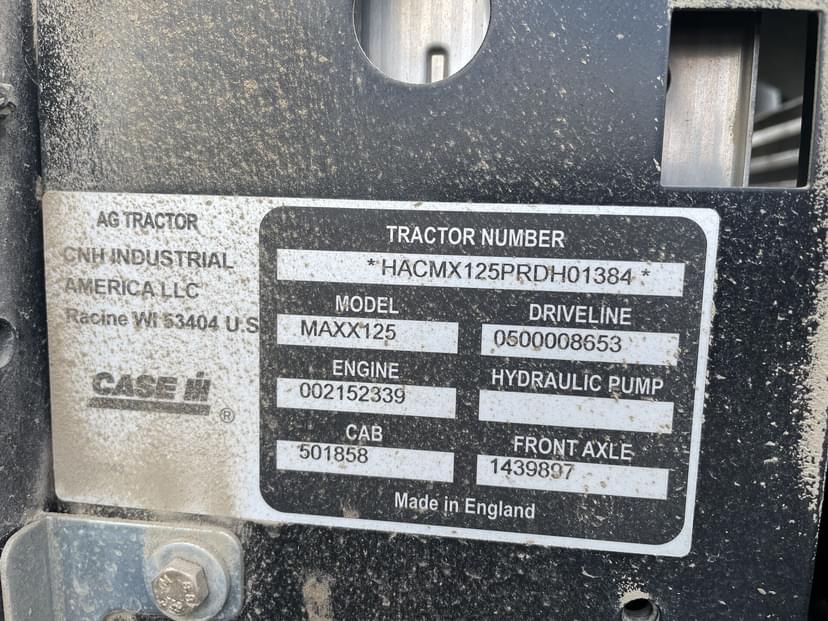 AG TRACTOR
CNH INDUSTRIAL
AMERICA LLC
Racine WI 53404 U.S
CASE IH
®
TRACTOR NUMBER
*HACMX125PRDH01384*
MODEL
MAXX125
DRIVELINE
0500008653
ENGINE
002152339
HYDRAULIC PUMP
CAB
501858
FRONT AXLE
1439897
Made in England